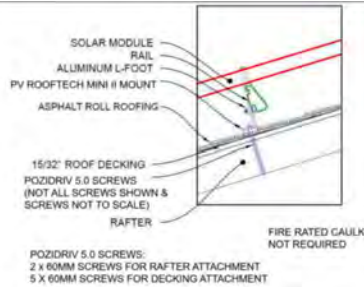 SOLAR MODULE
RAIL
ALUMINUM L-FOOT
PV ROOFTECH MINI II MOUNT
ASPHALT ROLL ROOFING
15/32" ROOF DECKING
POZIDRIV 5.0 SCREWS
(NOT ALL SCREWS SHOWN &
SCREWS NOT TO SCALE)
RAFTER
FIRE RATED CAULK
NOT REQUIRED
POZIDRIV 5.0 SCREWS:
2 x 60MM SCREWS FOR RAFTER ATTACHMENT
5 X 60MM SCREWS FOR DECKING ATTACHMENT